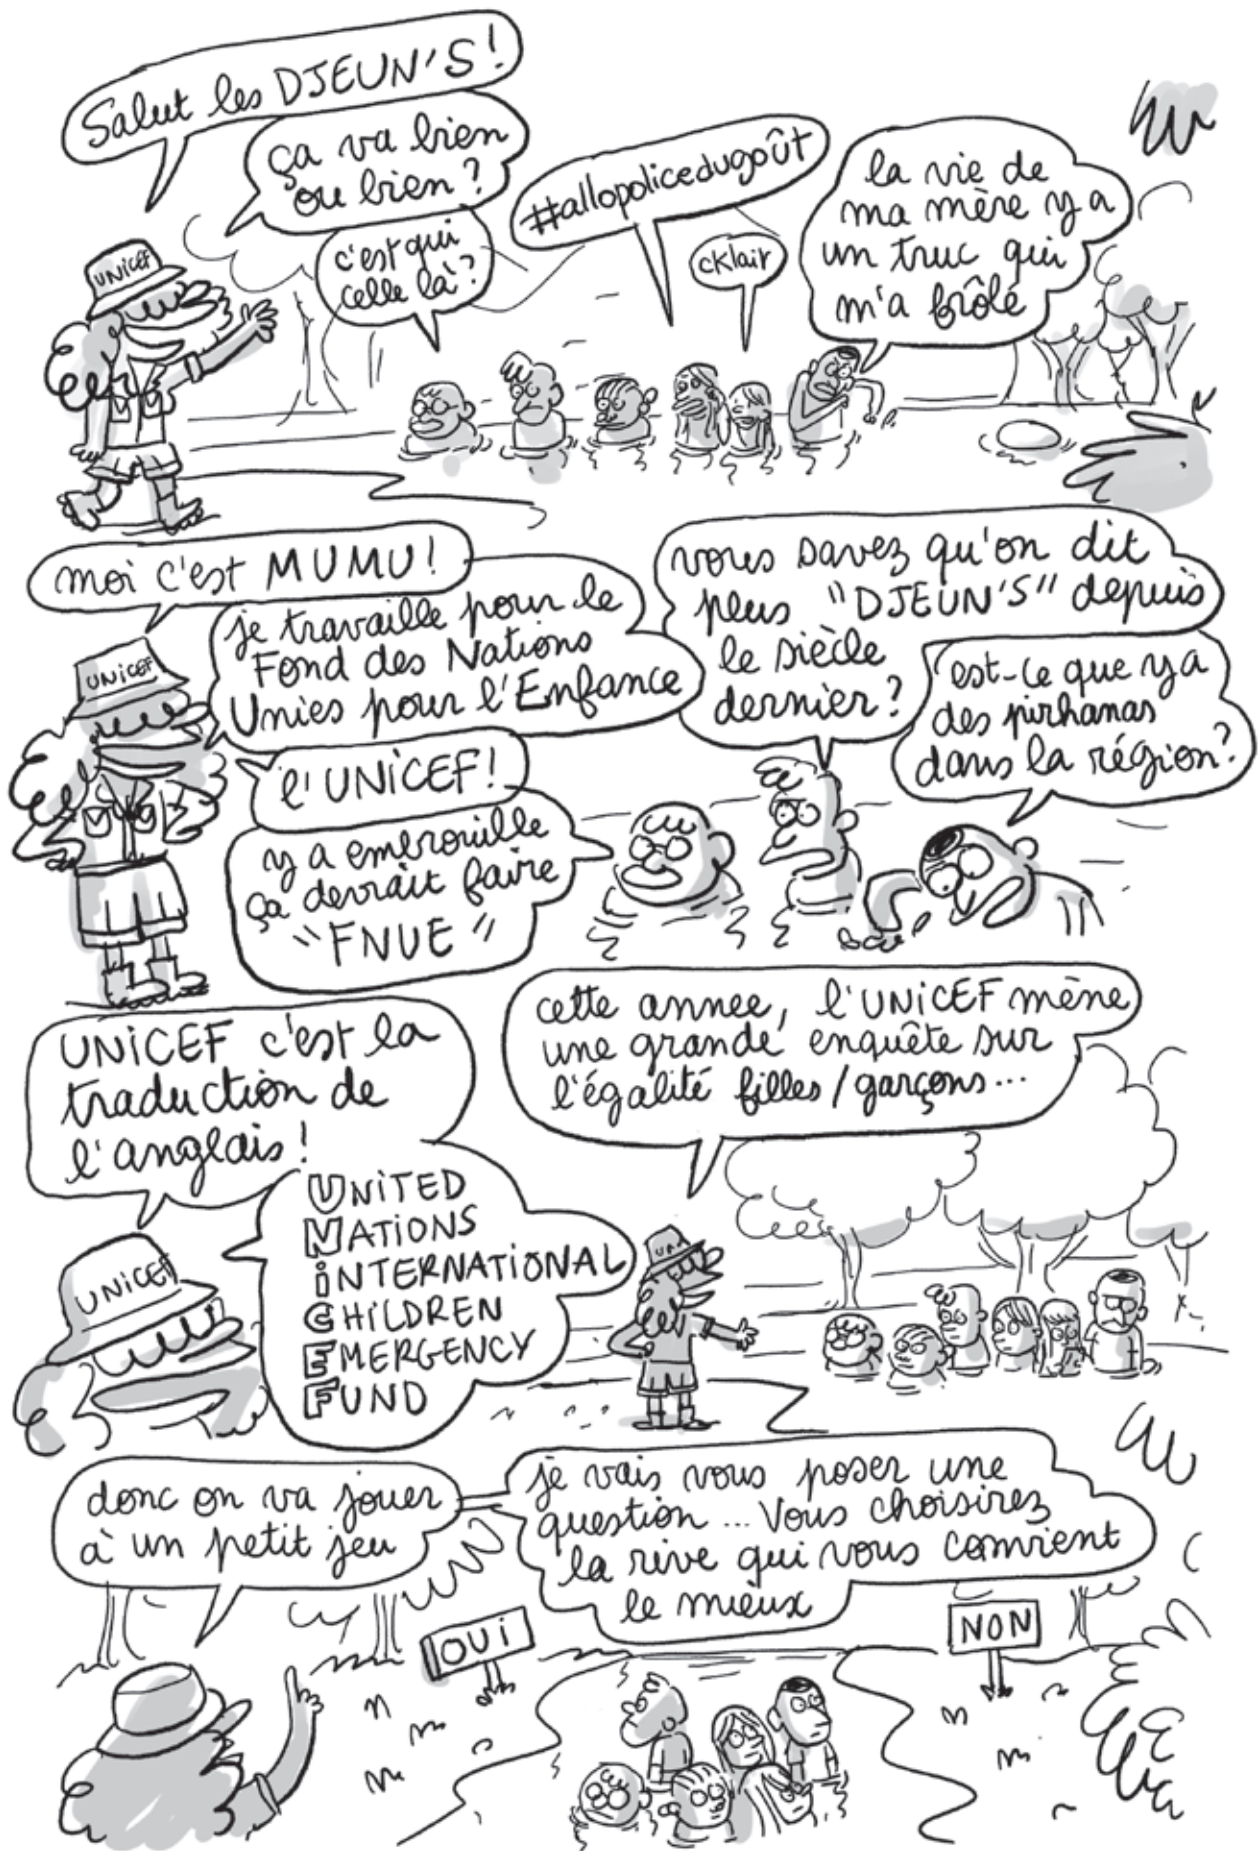 Salut les DJEUN'S!
ça va bien
ou bien?
UNICEF
c'est qui
celle là?
#allopolicedugoût
cklair
la vie de
ma mère y a
un truc qui
m'a frôlé
moi c'est MUMU!
je travaille pour le
Fond des Nations
Unies pour l'Enfance
UNICEF
l'UNICEF!
vous savez qu'on dit
plus "DJEUN'S" depuis
le siècle
dernier?
est-ce que y a
des pirhanas
dans la région?
y a embrouille
ça devrait faire
"FNUE"
UNICEF c'est la
traduction de
l'anglais!
UNITED
NATIONS
INTERNATIONAL
CHILDREN
EMERGENCY
FUND
UNICEF
cette annee, l'UNICEF mène
une grande enquête sur
l'égalité filles/garçons...
UNI
donc on va jouer
à un petit jeu
je vais vous poser une
question... Vous choisirez
la rive qui vous convient
le mieux
OUI
NON